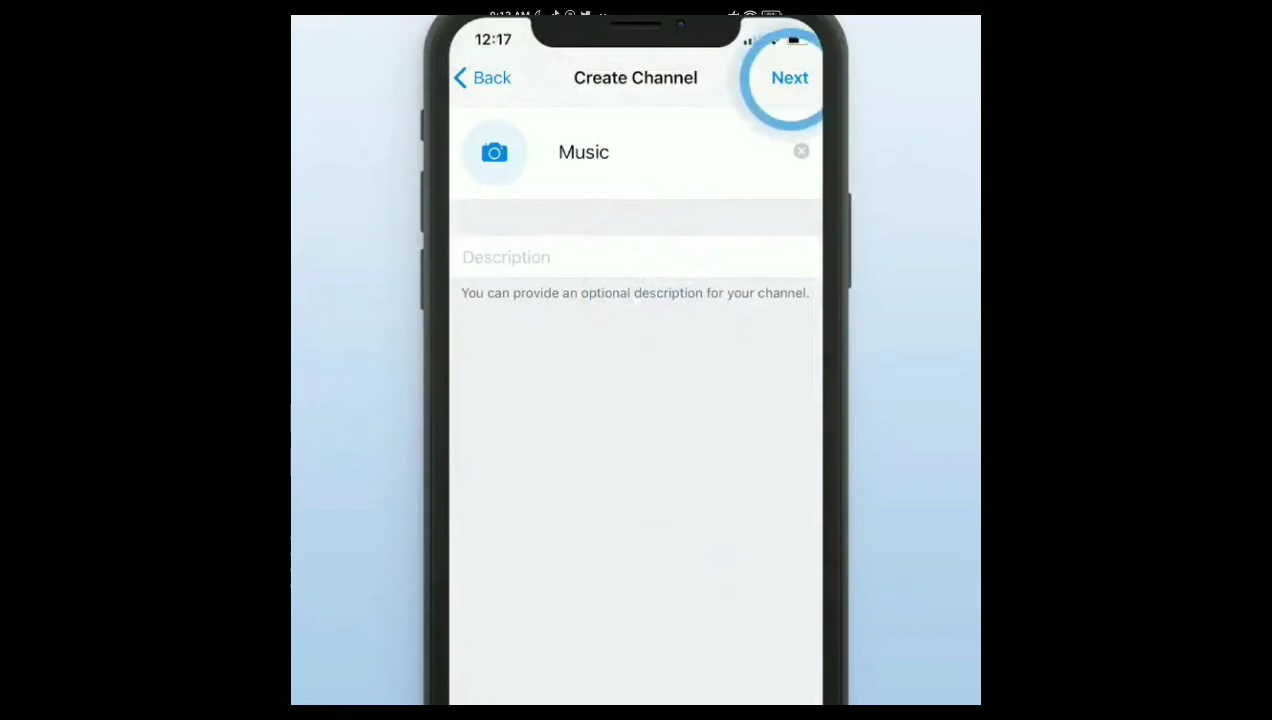 12:17
Back Create Channel Next
Music
Description
You can provide an optional description for your channel.